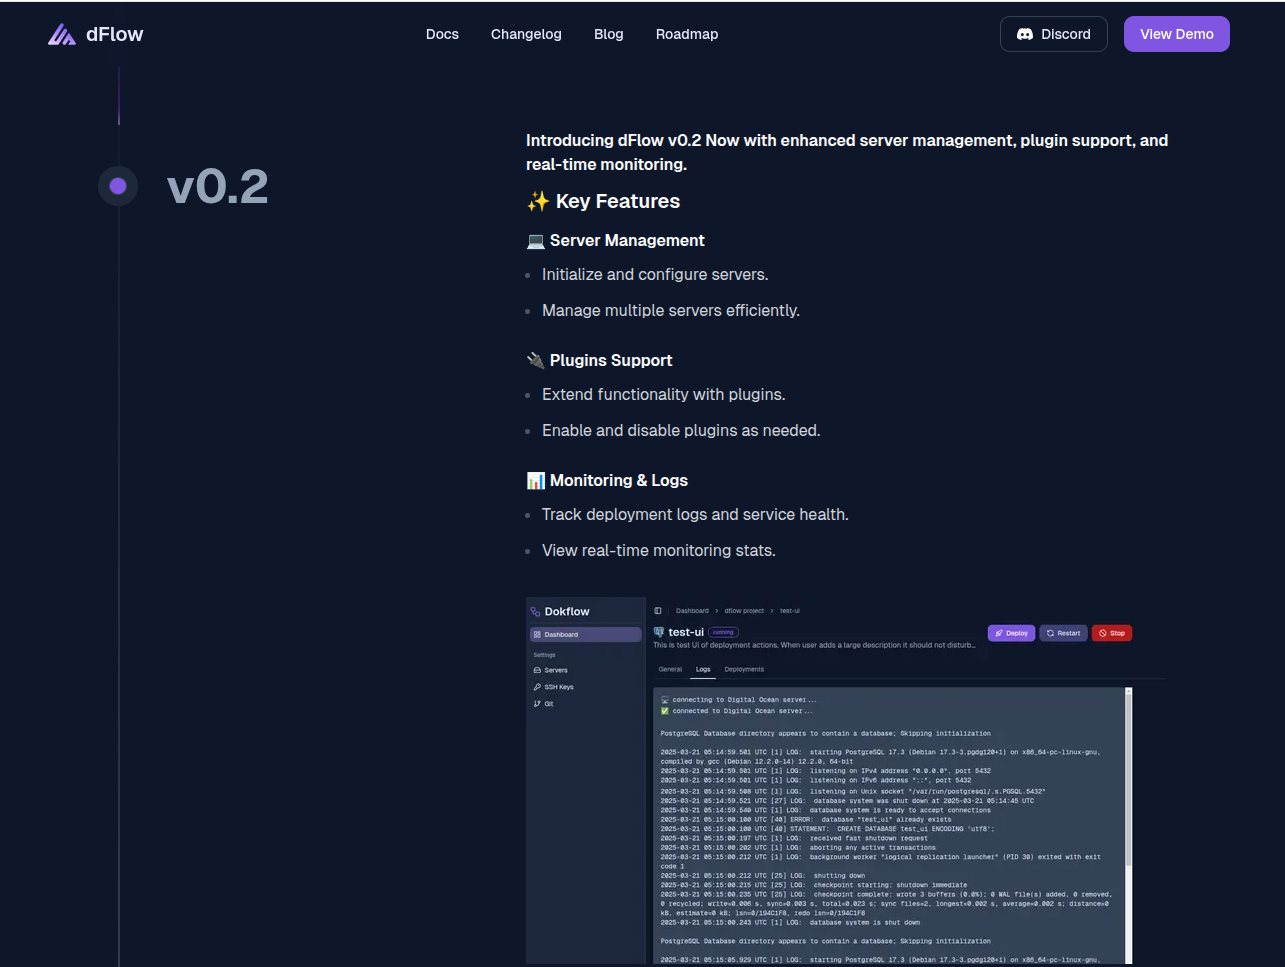 dFlow
Docs
Changelog
Blog
Roadmap
Discord
View Demo
v0.2
Introducing dFlow v0.2 Now with enhanced server management, plugin support, and
real-time monitoring.
✨ Key Features
💻 Server Management
Initialize and configure servers.
Manage multiple servers efficiently.
🔌 Plugins Support
Extend functionality with plugins.
Enable and disable plugins as needed.
📊 Monitoring & Logs
Track deployment logs and service health.
View real-time monitoring stats.
Dokflow
Dashboard
Settings
Servers
SSH Keys
Git
Dashboard > dflow project > test-ui
test-ui running
Deploy
Restart
Stop
This is test UI of deployment actions. When user adds a large description it should not disturb...
General
Logs
Deployments
connecting to Digital Ocean server...
✅ connected to Digital Ocean server...
PostgreSQL Database directory appears to contain a database; Skipping initialization
2025-03-21 05:14:59.501 UTC [1] LOG:  starting PostgreSQL 17.3 (Debian 17.3-3.pgdg120+1) on x86_64-pc-linux-gnu,
compiled by gcc (Debian 12.2.0-14) 12.2.0, 64-bit
2025-03-21 05:14:59.501 UTC [1] LOG:  listening on IPv4 address "0.0.0.0", port 5432
2025-03-21 05:14:59.501 UTC [1] LOG:  listening on IPv6 address "::", port 5432
2025-03-21 05:14:59.508 UTC [1] LOG:  listening on Unix socket "/var/run/postgresql/.s.PGSQL.5432"
2025-03-21 05:14:59.521 UTC [27] LOG:  database system was shut down at 2025-03-21 05:14:45 UTC
2025-03-21 05:14:59.540 UTC [1] LOG:  database system is ready to accept connections
2025-03-21 05:15:00.100 UTC [40] ERROR:  database "test_ui" already exists
2025-03-21 05:15:00.100 UTC [40] STATEMENT:  CREATE DATABASE test_ui ENCODING 'utf8';
2025-03-21 05:15:00.197 UTC [1] LOG:  received fast shutdown request
2025-03-21 05:15:00.202 UTC [1] LOG:  aborting any active transactions
2025-03-21 05:15:00.212 UTC [1] LOG:  background worker "logical replication launcher" (PID 30) exited with exit
code 1
2025-03-21 05:15:00.212 UTC [25] LOG:  shutting down
2025-03-21 05:15:00.215 UTC [25] LOG:  checkpoint starting: shutdown immediate
2025-03-21 05:15:00.235 UTC [25] LOG:  checkpoint complete: wrote 3 buffers (0.0%); 0 WAL file(s) added, 0 removed,
0 recycled; write=0.006 s, sync=0.003 s, total=0.023 s; sync files=2, longest=0.002 s, average=0.002 s; distance=0
kB, estimate=0 kB; lsn=0/194C1F8, redo lsn=0/194C1F8
2025-03-21 05:15:00.243 UTC [1] LOG:  database system is shut down
PostgreSQL Database directory appears to contain a database; Skipping initialization
2025-03-21 05:15:05.929 UTC [1] LOG:  starting PostgreSQL 17.3 (Debian 17.3-3.pgdg120+1) on x86_64-pc-linux-gnu,